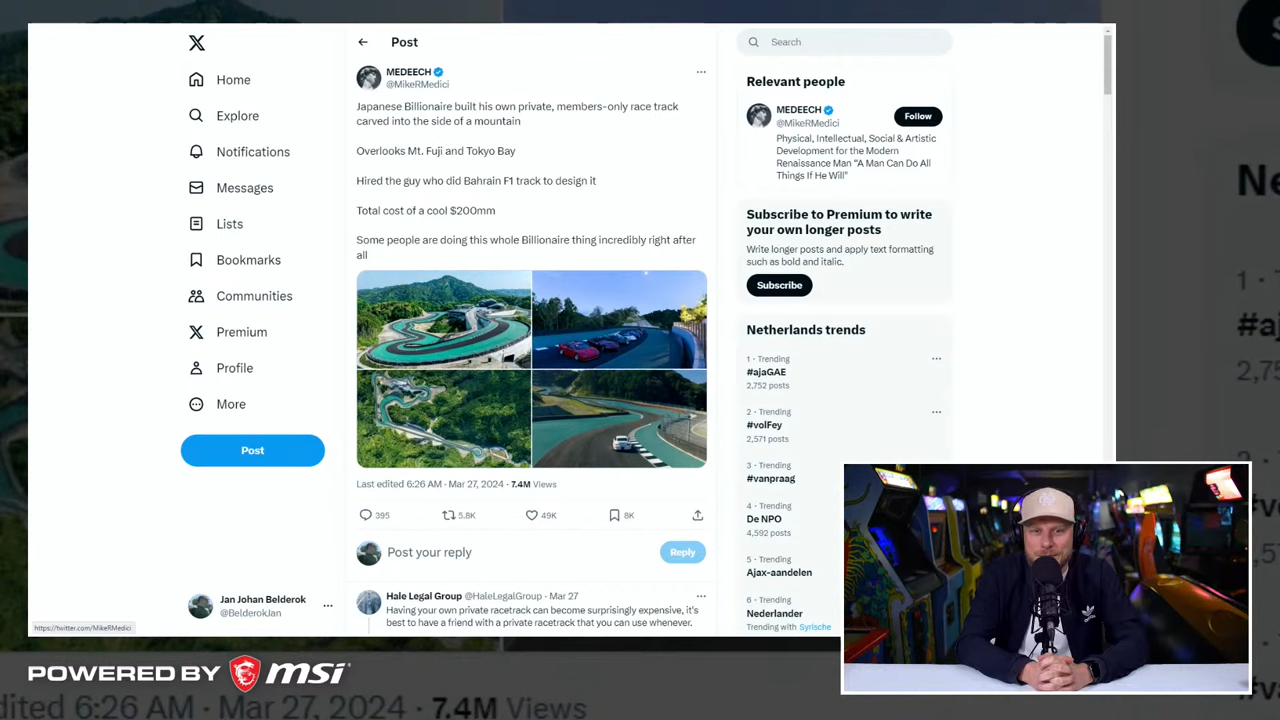 Post
Search
Home
Explore
Notifications
Messages
Lists
Bookmarks
Communities
Premium
Profile
More
Post
Jan Johan Belderok
@BelderokJan
https://twitter.com/MikeRMedici
MEDEECH
@MikeRMedici
Japanese Billionaire built his own private, members-only race track
carved into the side of a mountain
Overlooks Mt. Fuji and Tokyo Bay
Hired the guy who did Bahrain F1 track to design it
Total cost of a cool $200mm
Some people are doing this whole Billionaire thing incredibly right after
all
Last edited 6:26 AM · Mar 27, 2024 · 7.4M Views
395 5.8K 49K 8K
Post your reply
Reply
Hale Legal Group @HaleLegalGroup · Mar 27
Having your own private racetrack can become surprisingly expensive, it's
best to have a friend with a private racetrack that you can use whenever.
Relevant people
MEDEECH
@MikeRMedici
Follow
Physical, Intellectual, Social & Artistic
Development for the Modern
Renaissance Man "A Man Can Do All
Things If He Will"
Subscribe to Premium to write
your own longer posts
Write longer posts and apply text formatting
such as bold and italic.
Subscribe
Netherlands trends
1 · Trending
#ajaGAE
2,752 posts
2 · Trending
#volFey
2,571 posts
3 · Trending
#vanpraag
4 · Trending
De NPO
4,592 posts
5 · Trending
Ajax-aandelen
6 · Trending
Nederlander
Trending with Syrische
POWERED BY msi
edited 6:26 AM · Mar 27, 2024 · 7.4M Views